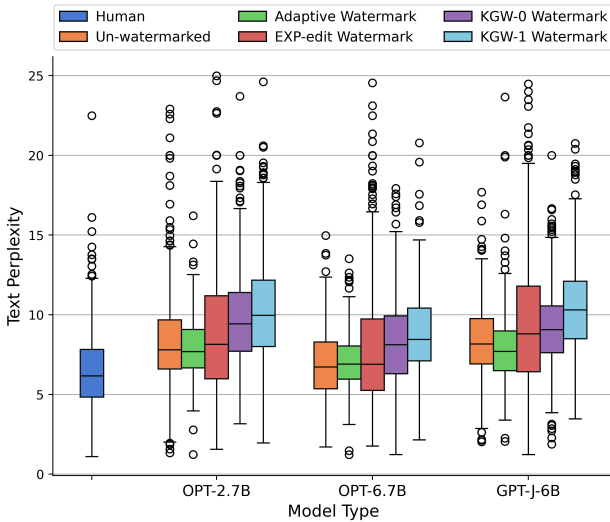 Human
Un-watermarked
Adaptive Watermark
EXP-edit Watermark
KGW-0 Watermark
KGW-1 Watermark
25
20
15
10
5
0
Text Perplexity
OPT-2.7B
OPT-6.7B
GPT-J-6B
Model Type